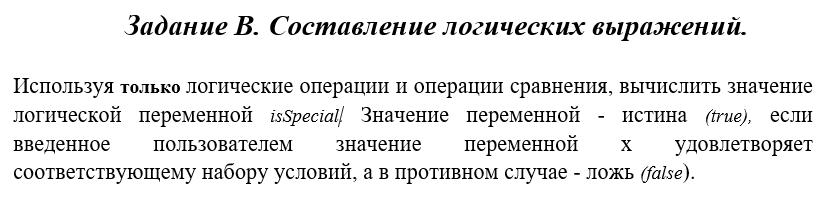 Задание В. Составление логических выражений.
Используя только логические операции и операции сравнения, вычислить значение
логической переменной isSpecial| Значение переменной - истина (true), если
введенное пользователем значение переменной х удовлетворяет
соответствующему набору условий, а в противном случае - ложь (false).